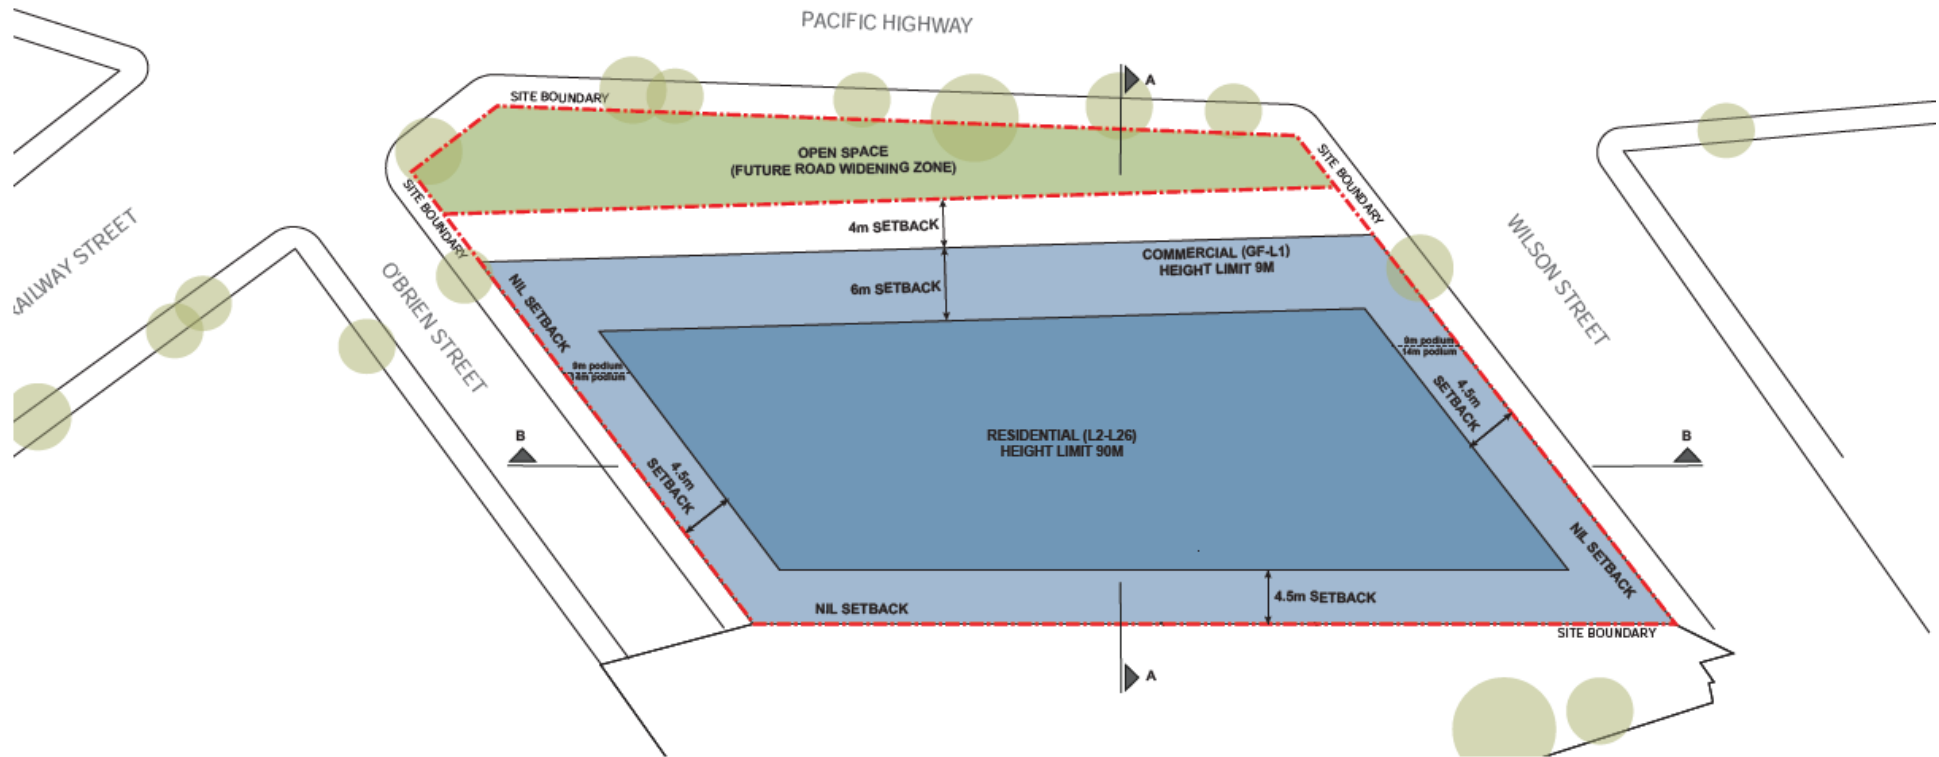 PACIFIC HIGHWAY
A
SITE BOUNDARY
OPEN SPACE
(FUTURE ROAD WIDENING ZONE)
SITE BOUNDARY
SITE BOUNDARY
4m SETBACK
COMMERCIAL (GF-L1)
HEIGHT LIMIT 9M
6m SETBACK
NIL SETBACK
AILWAY STREET
O'BRIEN STREET
WILSON STREET
9m podium
14m podium
9m podium
14m podium
4.5m
SETBACK
RESIDENTIAL (L2-L26)
HEIGHT LIMIT 90M
B
B
4.5m
SETBACK
NIL SETBACK
4.5m SETBACK
NIL SETBACK
SITE BOUNDARY
A